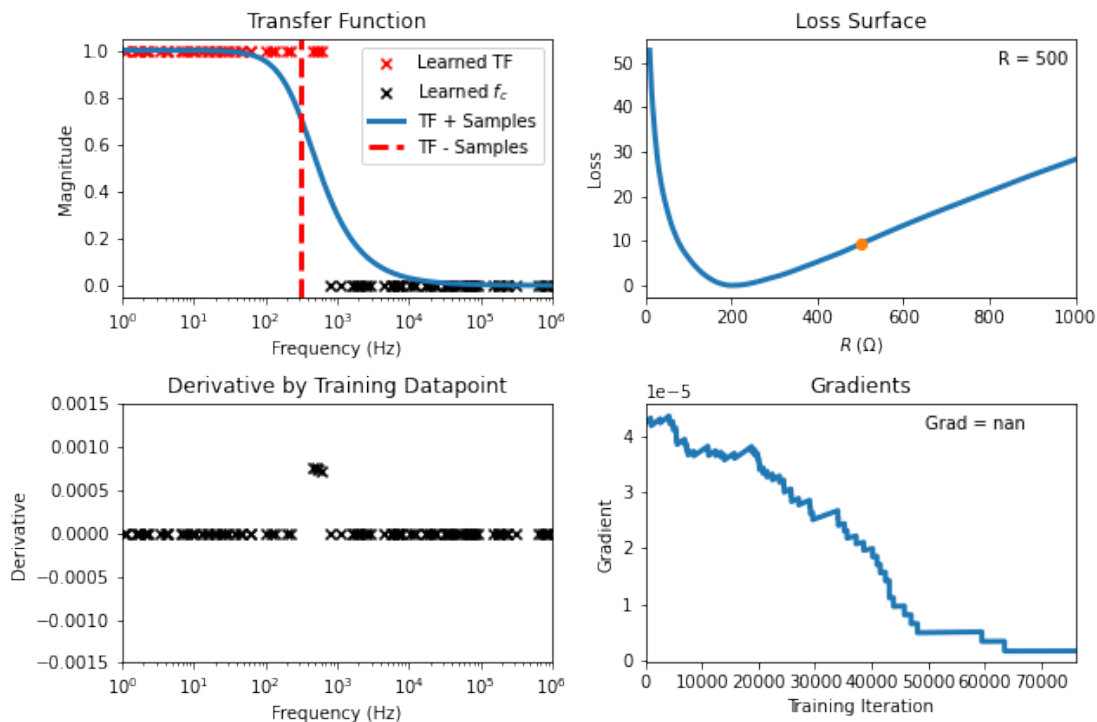 Transfer Function
Magnitude
1.0
0.8
0.6
0.4
0.2
0.0
Learned TF
Learned f_c
TF + Samples
TF - Samples
10^0 10^1 10^2 10^3 10^4 10^5 10^6
Frequency (Hz)
Loss Surface
Loss
50
40
30
20
10
0
R = 500
0 200 400 600 800 1000
R (Ω)
Derivative by Training Datapoint
Derivative
0.0015
0.0010
0.0005
0.0000
−0.0005
−0.0010
−0.0015
10^0 10^1 10^2 10^3 10^4 10^5 10^6
Frequency (Hz)
Gradients
1e−5
Gradient
4
3
2
1
0
Grad = nan
0 10000 20000 30000 40000 50000 60000 70000
Training Iteration